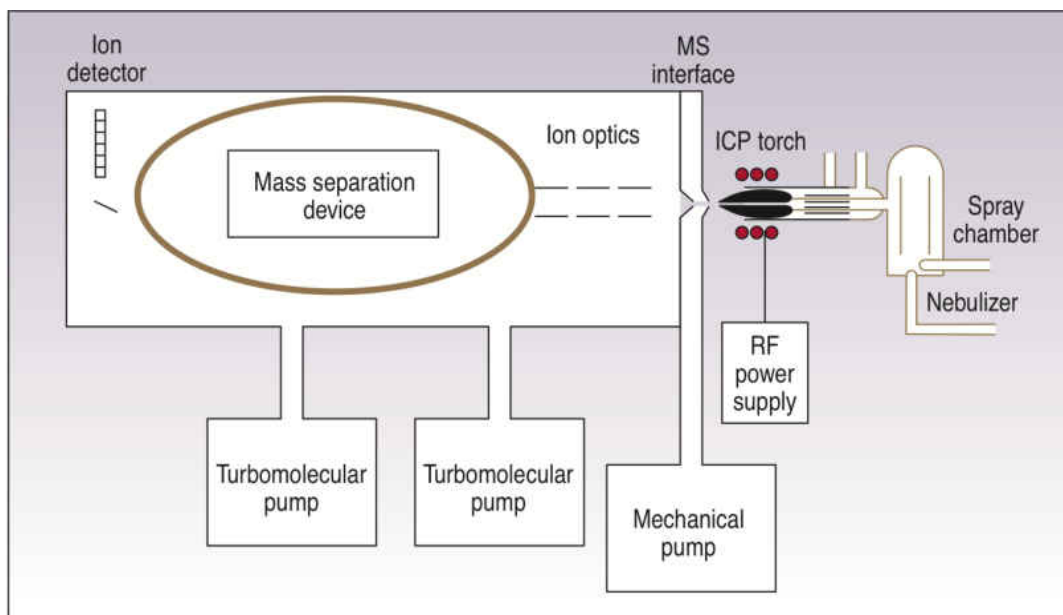 Ion
detector
MS
interface
Ion optics
ICP torch
Mass separation
device
Spray
chamber
Nebulizer
RF
power
supply
Turbomolecular
pump
Turbomolecular
pump
Mechanical
pump